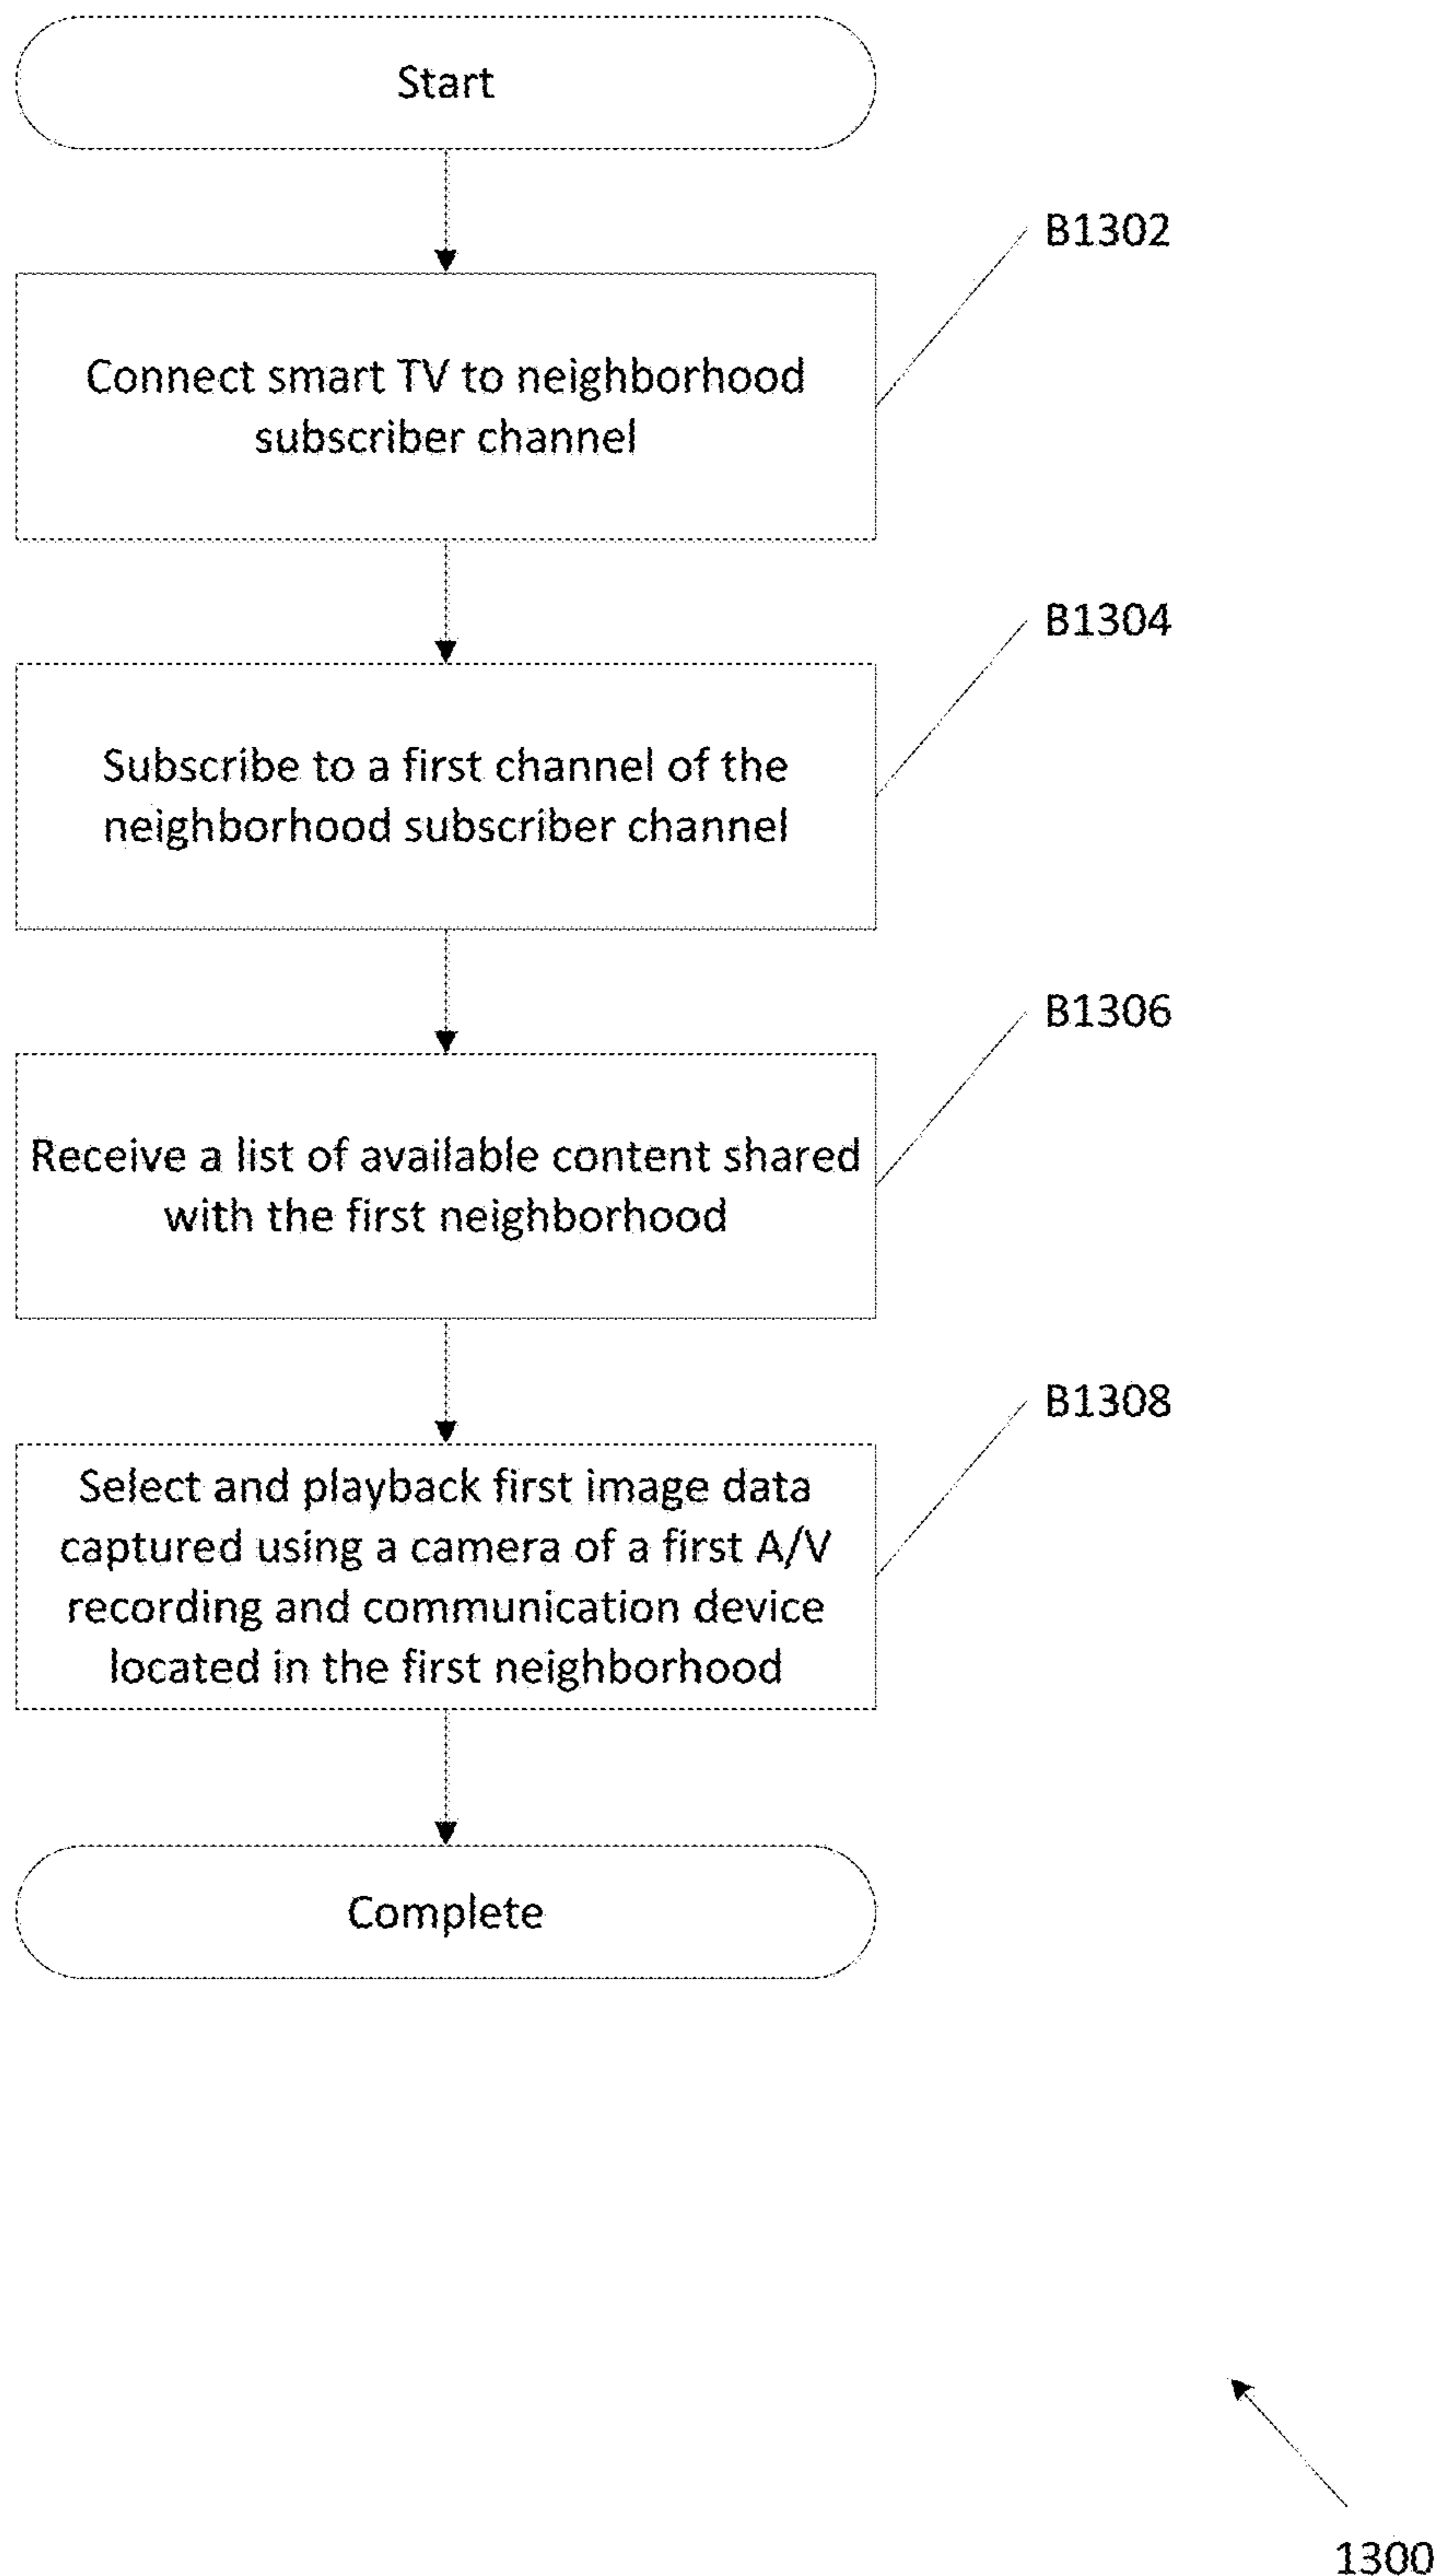 Start
B1302
Connect smart TV to neighborhood
subscriber channel
B1304
Subscribe to a first channel of the
neighborhood subscriber channel
B1306
Receive a list of available content shared
with the first neighborhood
B1308
Select and playback first image data
captured using a camera of a first A/V
recording and communication device
located in the first neighborhood
Complete
1300